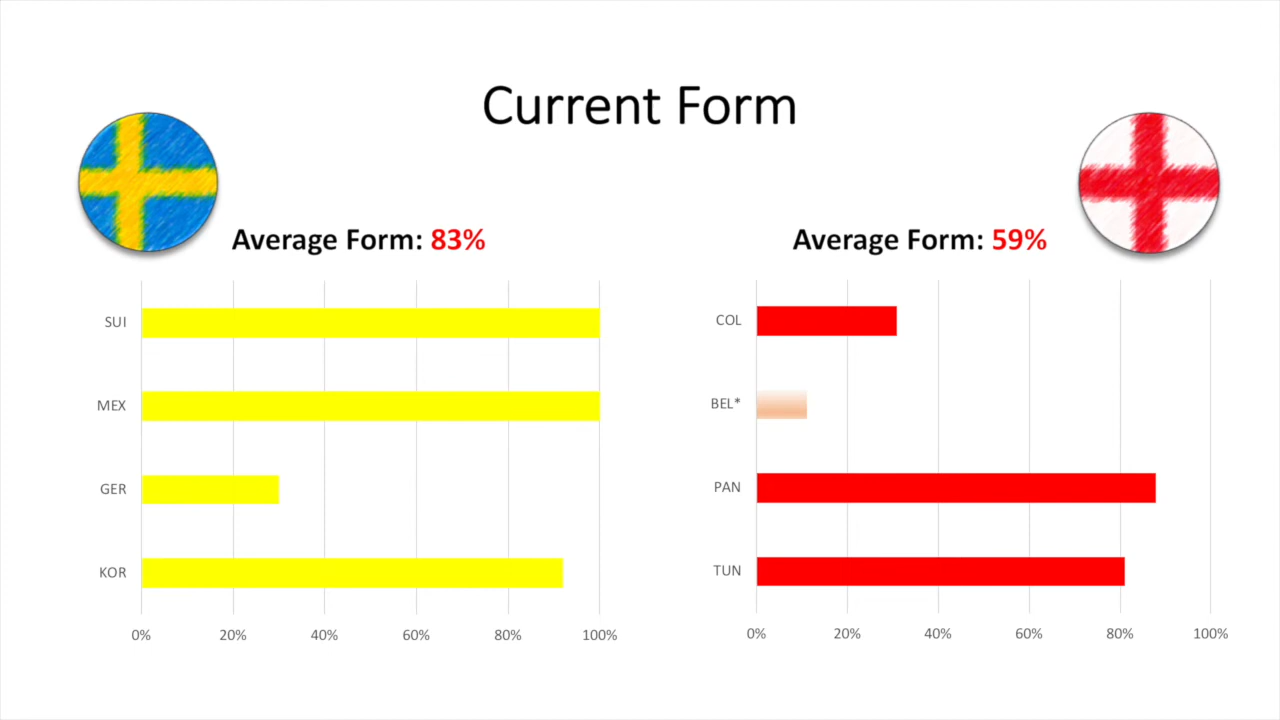 Current Form
Average Form: 83%
SUI
MEX
GER
KOR
0% 20% 40% 60% 80% 100%
Average Form: 59%
COL
BEL*
PAN
TUN
0% 20% 40% 60% 80% 100%